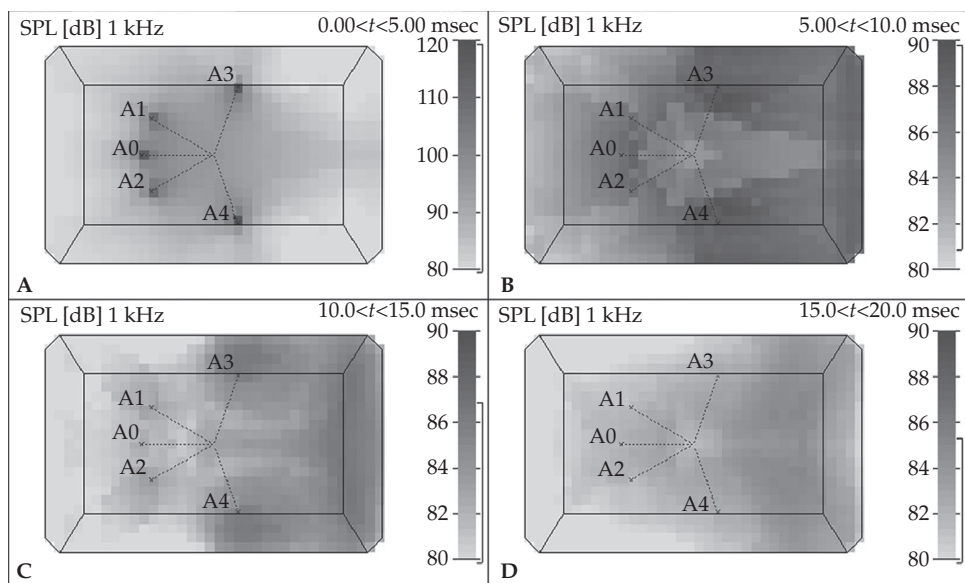 SPL [dB] 1 kHz 0.00<t<5.00 msec
120
110
100
90
80
A3
A1
A0
A2
A4
A
SPL [dB] 1 kHz 5.00<t<10.0 msec
90
88
86
84
82
80
A3
A1
A0
A2
A4
B
SPL [dB] 1 kHz 10.0<t<15.0 msec
90
88
86
84
82
80
A3
A1
A0
A2
A4
C
SPL [dB] 1 kHz 15.0<t<20.0 msec
90
88
86
84
82
80
A3
A1
A0
A2
A4
D